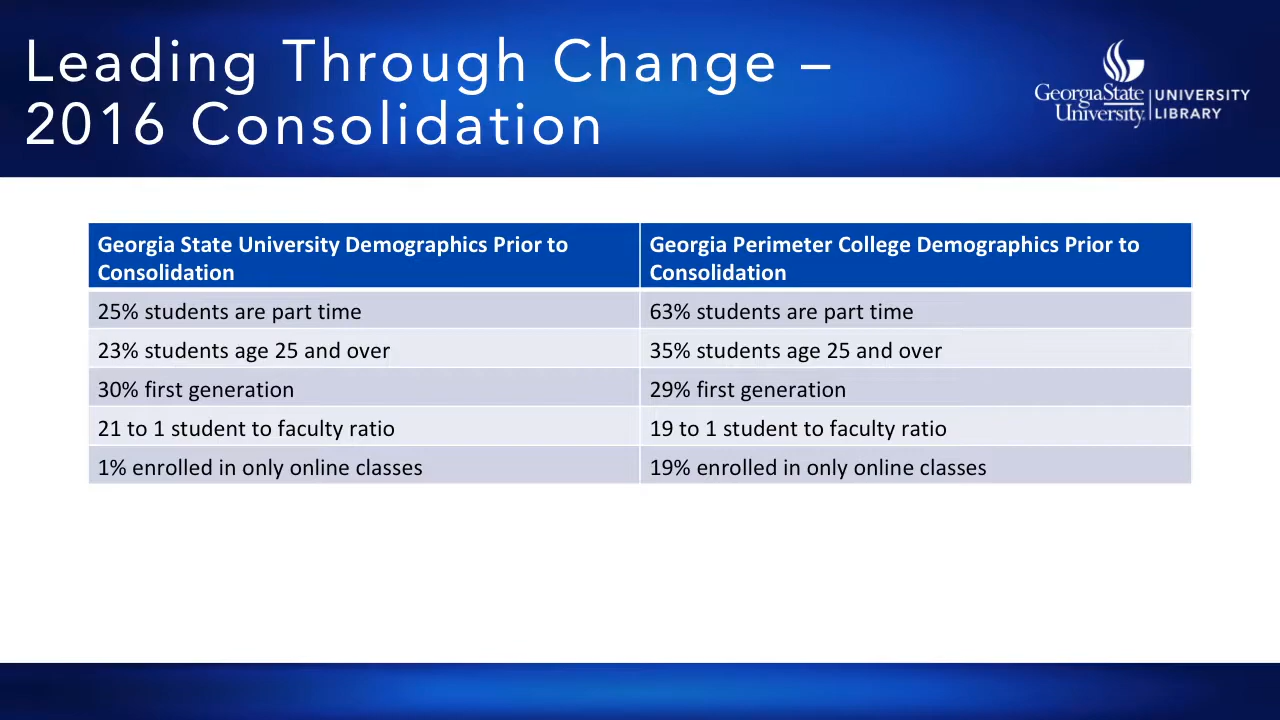 Leading Through Change –
2016 Consolidation
GeorgiaState
University
UNIVERSITY
LIBRARY
Georgia State University Demographics Prior to
Consolidation
Georgia Perimeter College Demographics Prior to
Consolidation
25% students are part time
63% students are part time
23% students age 25 and over
35% students age 25 and over
30% first generation
29% first generation
21 to 1 student to faculty ratio
19 to 1 student to faculty ratio
1% enrolled in only online classes
19% enrolled in only online classes